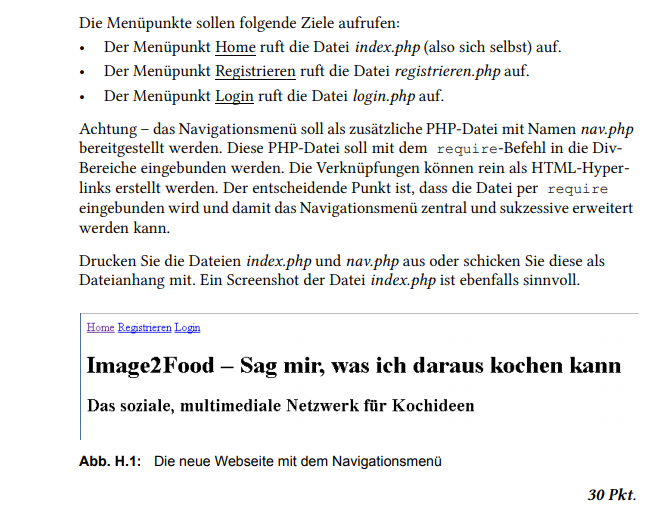 Die Menüpunkte sollen folgende Ziele aufrufen:
• Der Menüpunkt Home ruft die Datei index.php (also sich selbst) auf.
• Der Menüpunkt Registrieren ruft die Datei registrieren.php auf.
• Der Menüpunkt Login ruft die Datei login.php auf.
Achtung – das Navigationsmenü soll als zusätzliche PHP-Datei mit Namen nav.php
bereitgestellt werden. Diese PHP-Datei soll mit dem require-Befehl in die Div-
Bereiche eingebunden werden. Die Verknüpfungen können rein als HTML-Hyper-
links erstellt werden. Der entscheidende Punkt ist, dass die Datei per require
eingebunden wird und damit das Navigationsmenü zentral und sukzessive erweitert
werden kann.
Drucken Sie die Dateien index.php und nav.php aus oder schicken Sie diese als
Dateianhang mit. Ein Screenshot der Datei index.php ist ebenfalls sinnvoll.
Home Registrieren Login
Image2Food – Sag mir, was ich daraus kochen kann
Das soziale, multimediale Netzwerk für Kochideen
Abb. H.1: Die neue Webseite mit dem Navigationsmenü
30 Pkt.